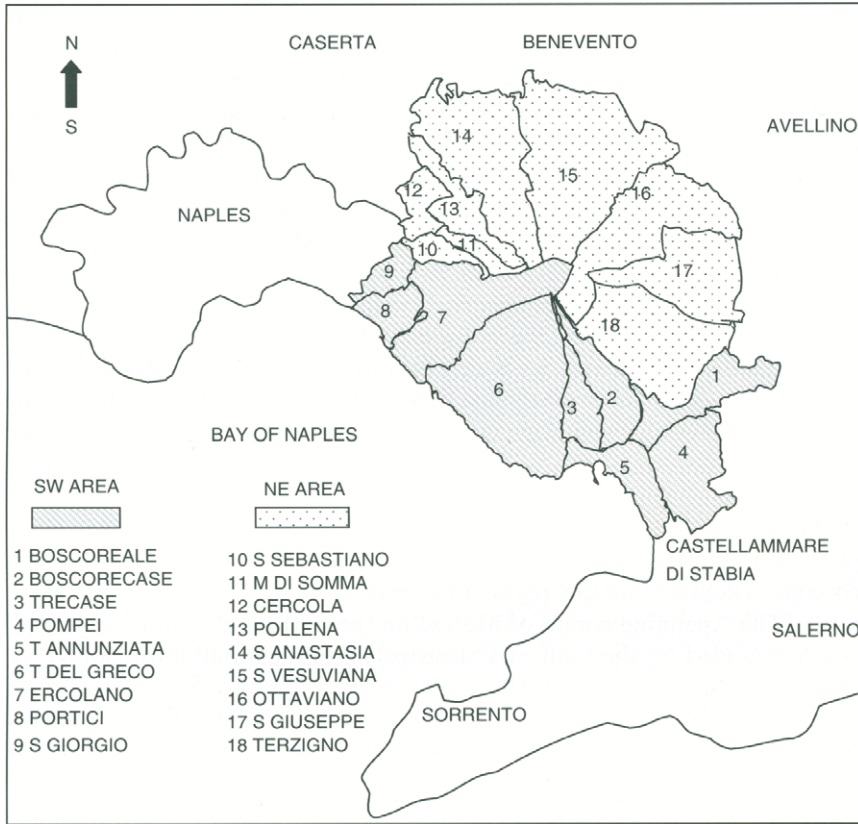 N
S
CASERTA
BENEVENTO
AVELLINO
NAPLES
14
15
12
16
13
11
10
9
17
8
7
18
1
6
2
3
4
5
BAY OF NAPLES
SW AREA
1 BOSCOREALE
2 BOSCORECASE
3 TRECASE
4 POMPEI
5 T ANNUNZIATA
6 T DEL GRECO
7 ERCOLANO
8 PORTICI
9 S GIORGIO
NE AREA
10 S SEBASTIANO
11 M DI SOMMA
12 CERCOLA
13 POLLENA
14 S ANASTASIA
15 S VESUVIANA
16 OTTAVIANO
17 S GIUSEPPE
18 TERZIGNO
CASTELLAMMARE
DI STABIA
SALERNO
SORRENTO